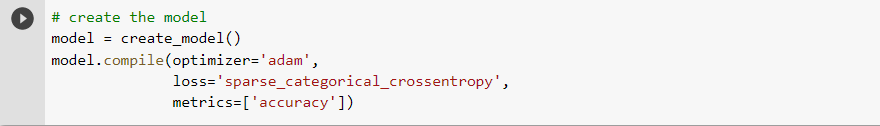 # create the model
model = create_model()
model.compile(optimizer='adam',
              loss='sparse_categorical_crossentropy',
              metrics=['accuracy'])